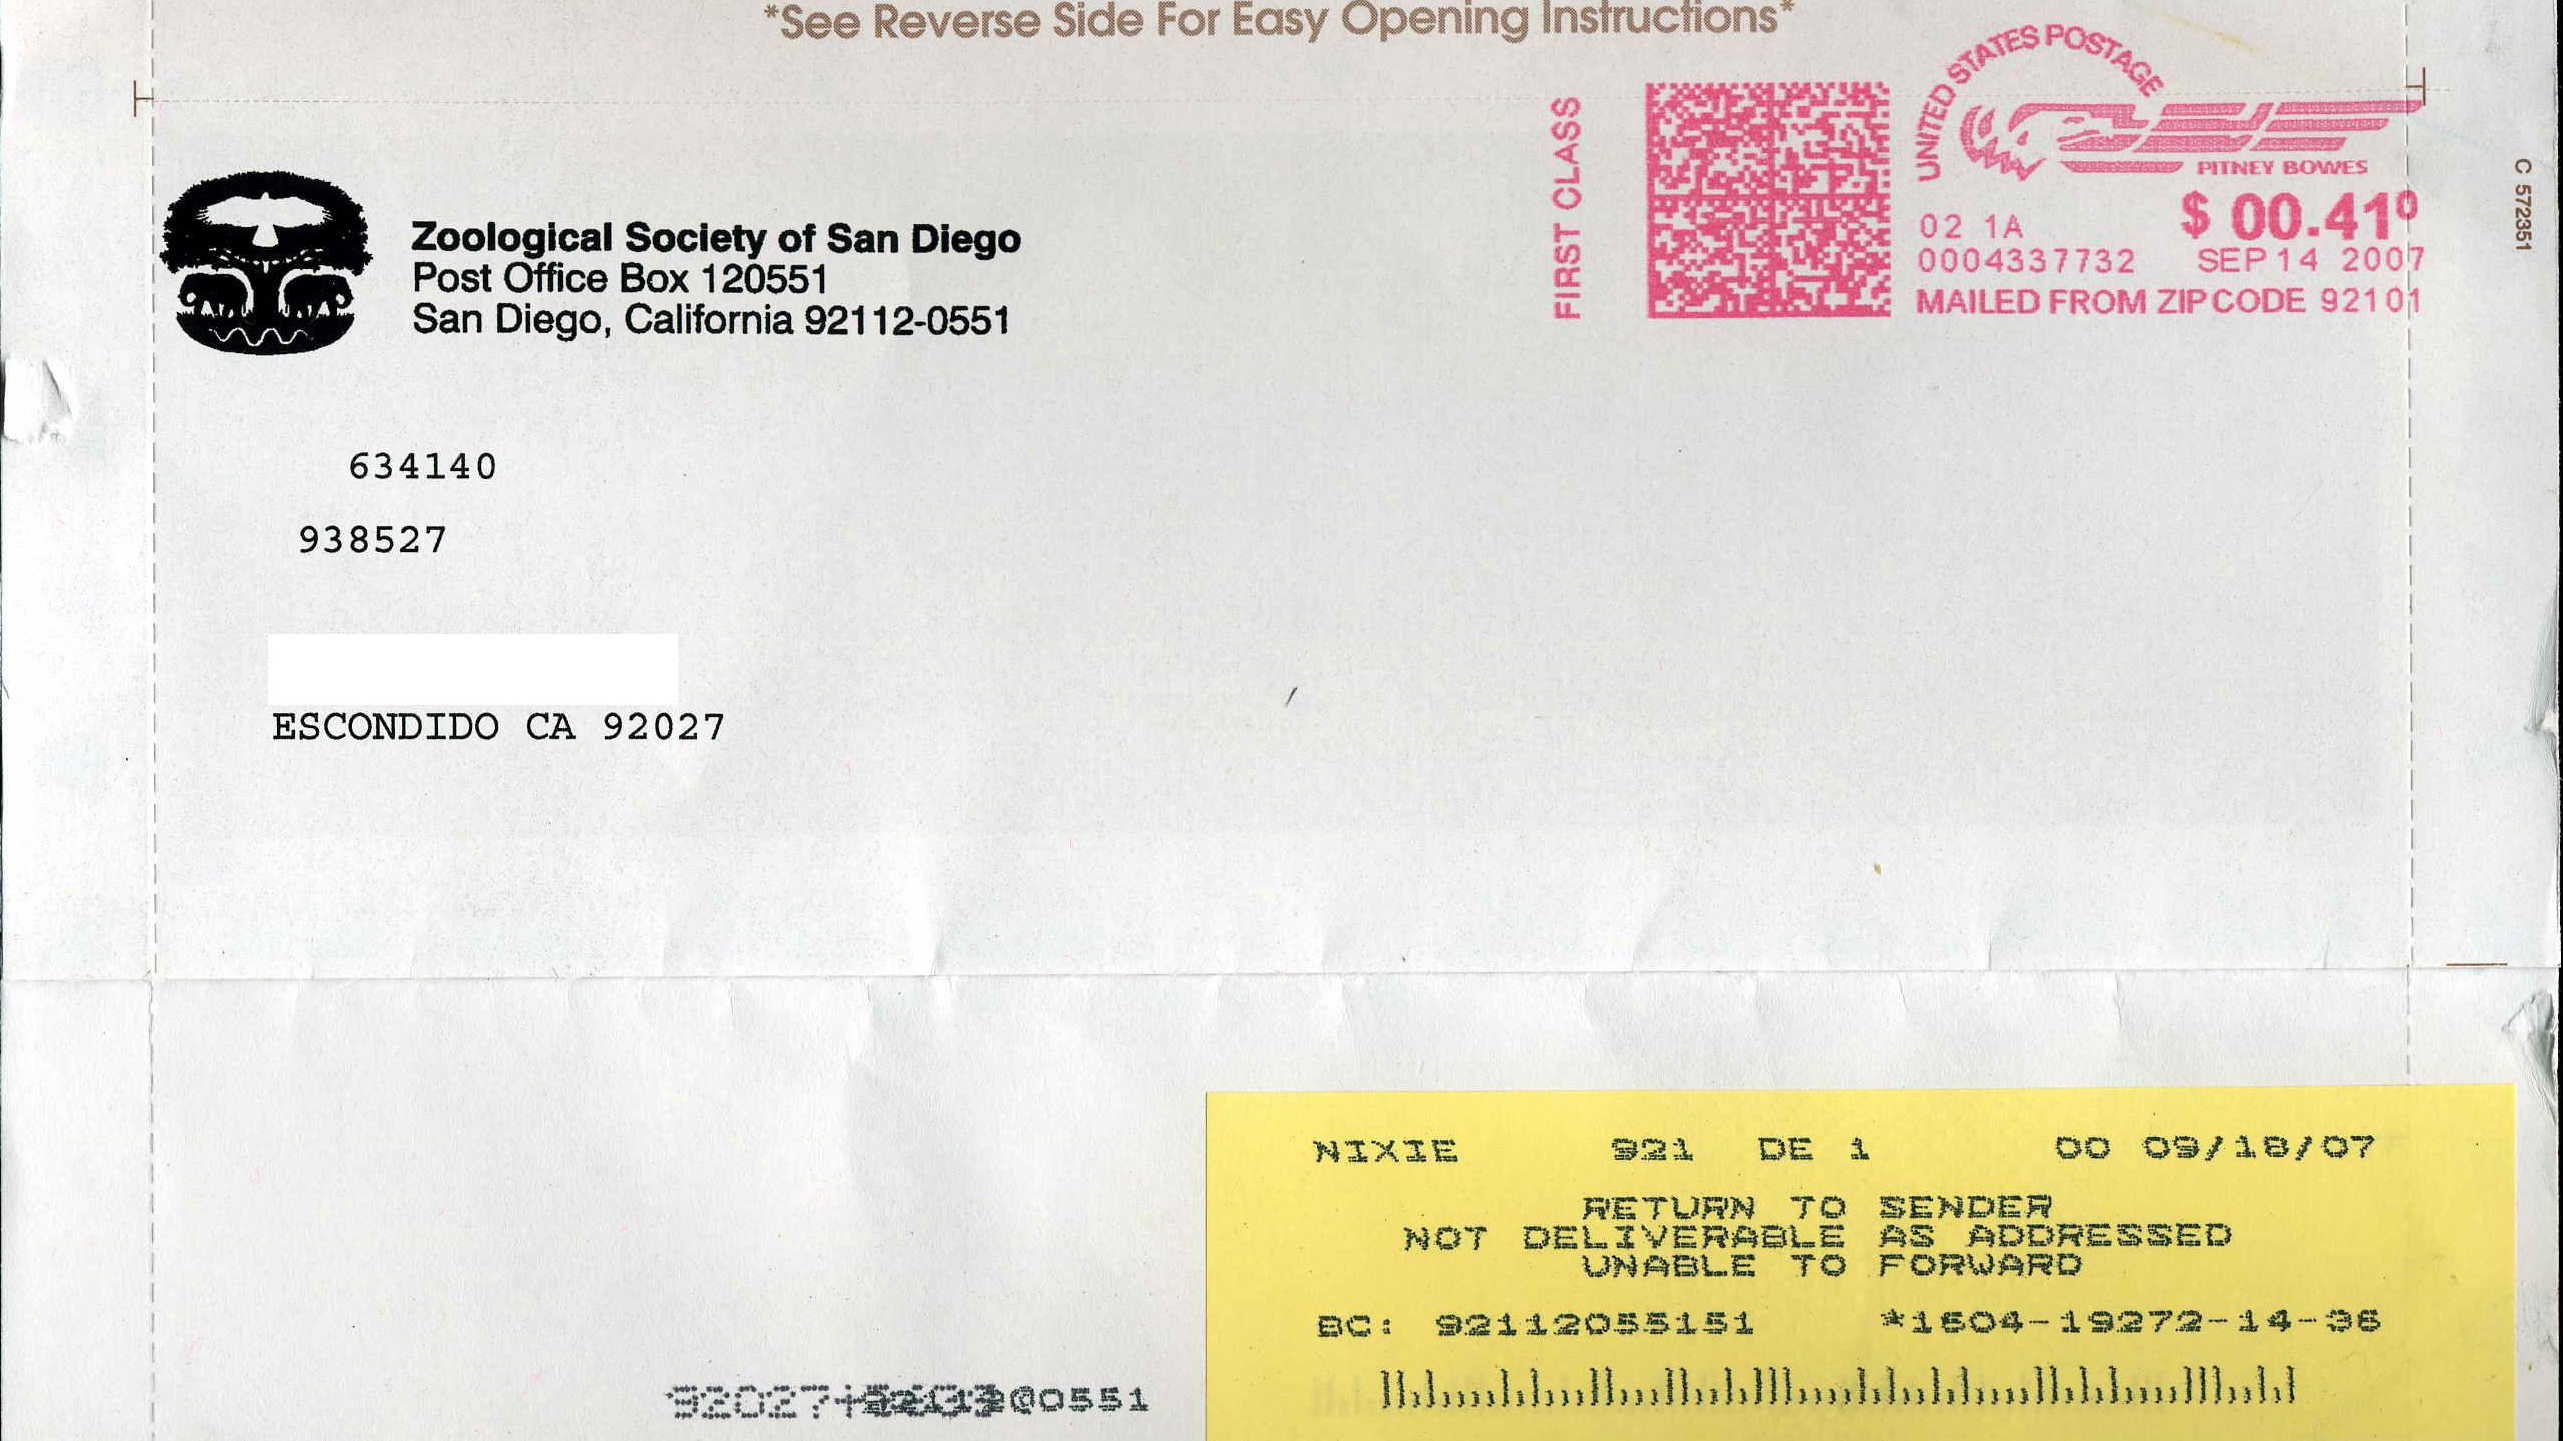 *See Reverse Side For Easy Opening Instructions*
UNITED STATES POSTAGE
PITNEY BOWES
FIRST CLASS
02 1A
$ 00.41⁰
0004337732 SEP 14 2007
MAILED FROM ZIP CODE 92101
C 572351
Zoological Society of San Diego
Post Office Box 120551
San Diego, California 92112-0551
634140
938527
ESCONDIDO CA 92027
NIXIE 921 DE 1 00 09/18/07
RETURN TO SENDER
NOT DELIVERABLE AS ADDRESSED
UNABLE TO FORWARD
BC: 92112055151 *1604-19272-14-36
92027+ @0551